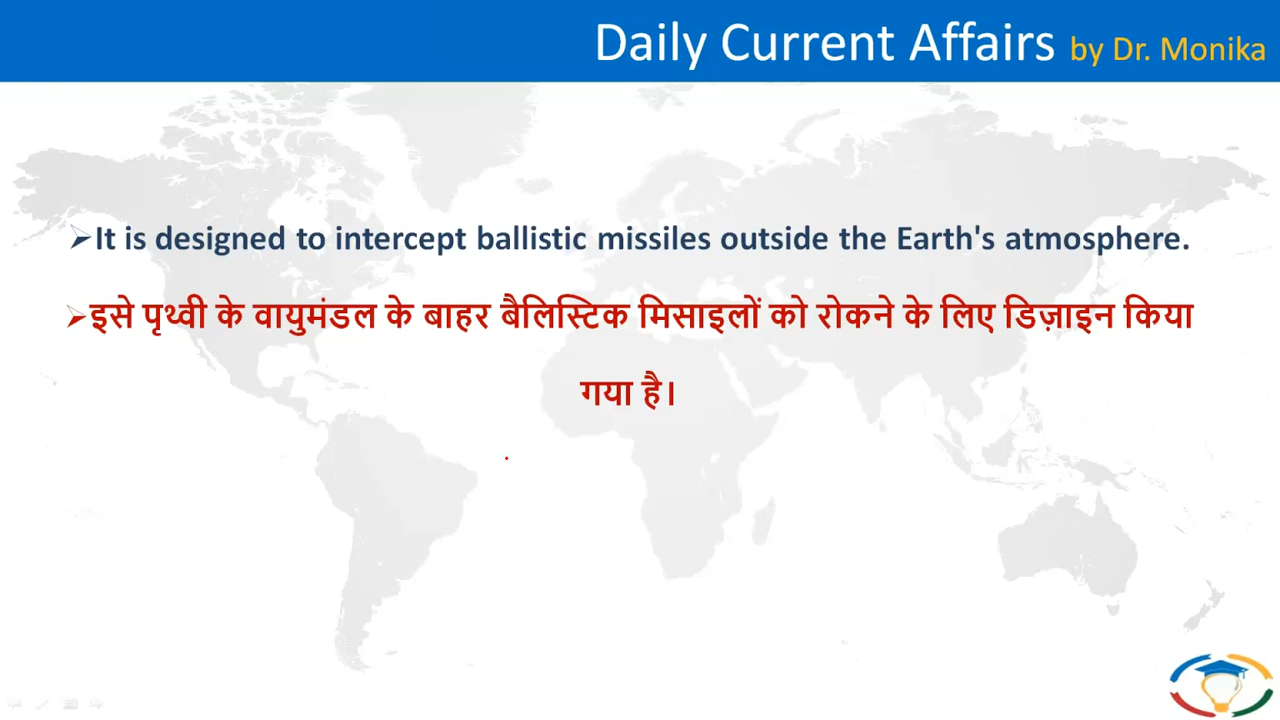 Daily Current Affairs by Dr. Monika
➢It is designed to intercept ballistic missiles outside the Earth's atmosphere.
➢इसे पृथ्वी के वायुमंडल के बाहर बैलिस्टिक मिसाइलों को रोकने के लिए डिज़ाइन किया
गया है।